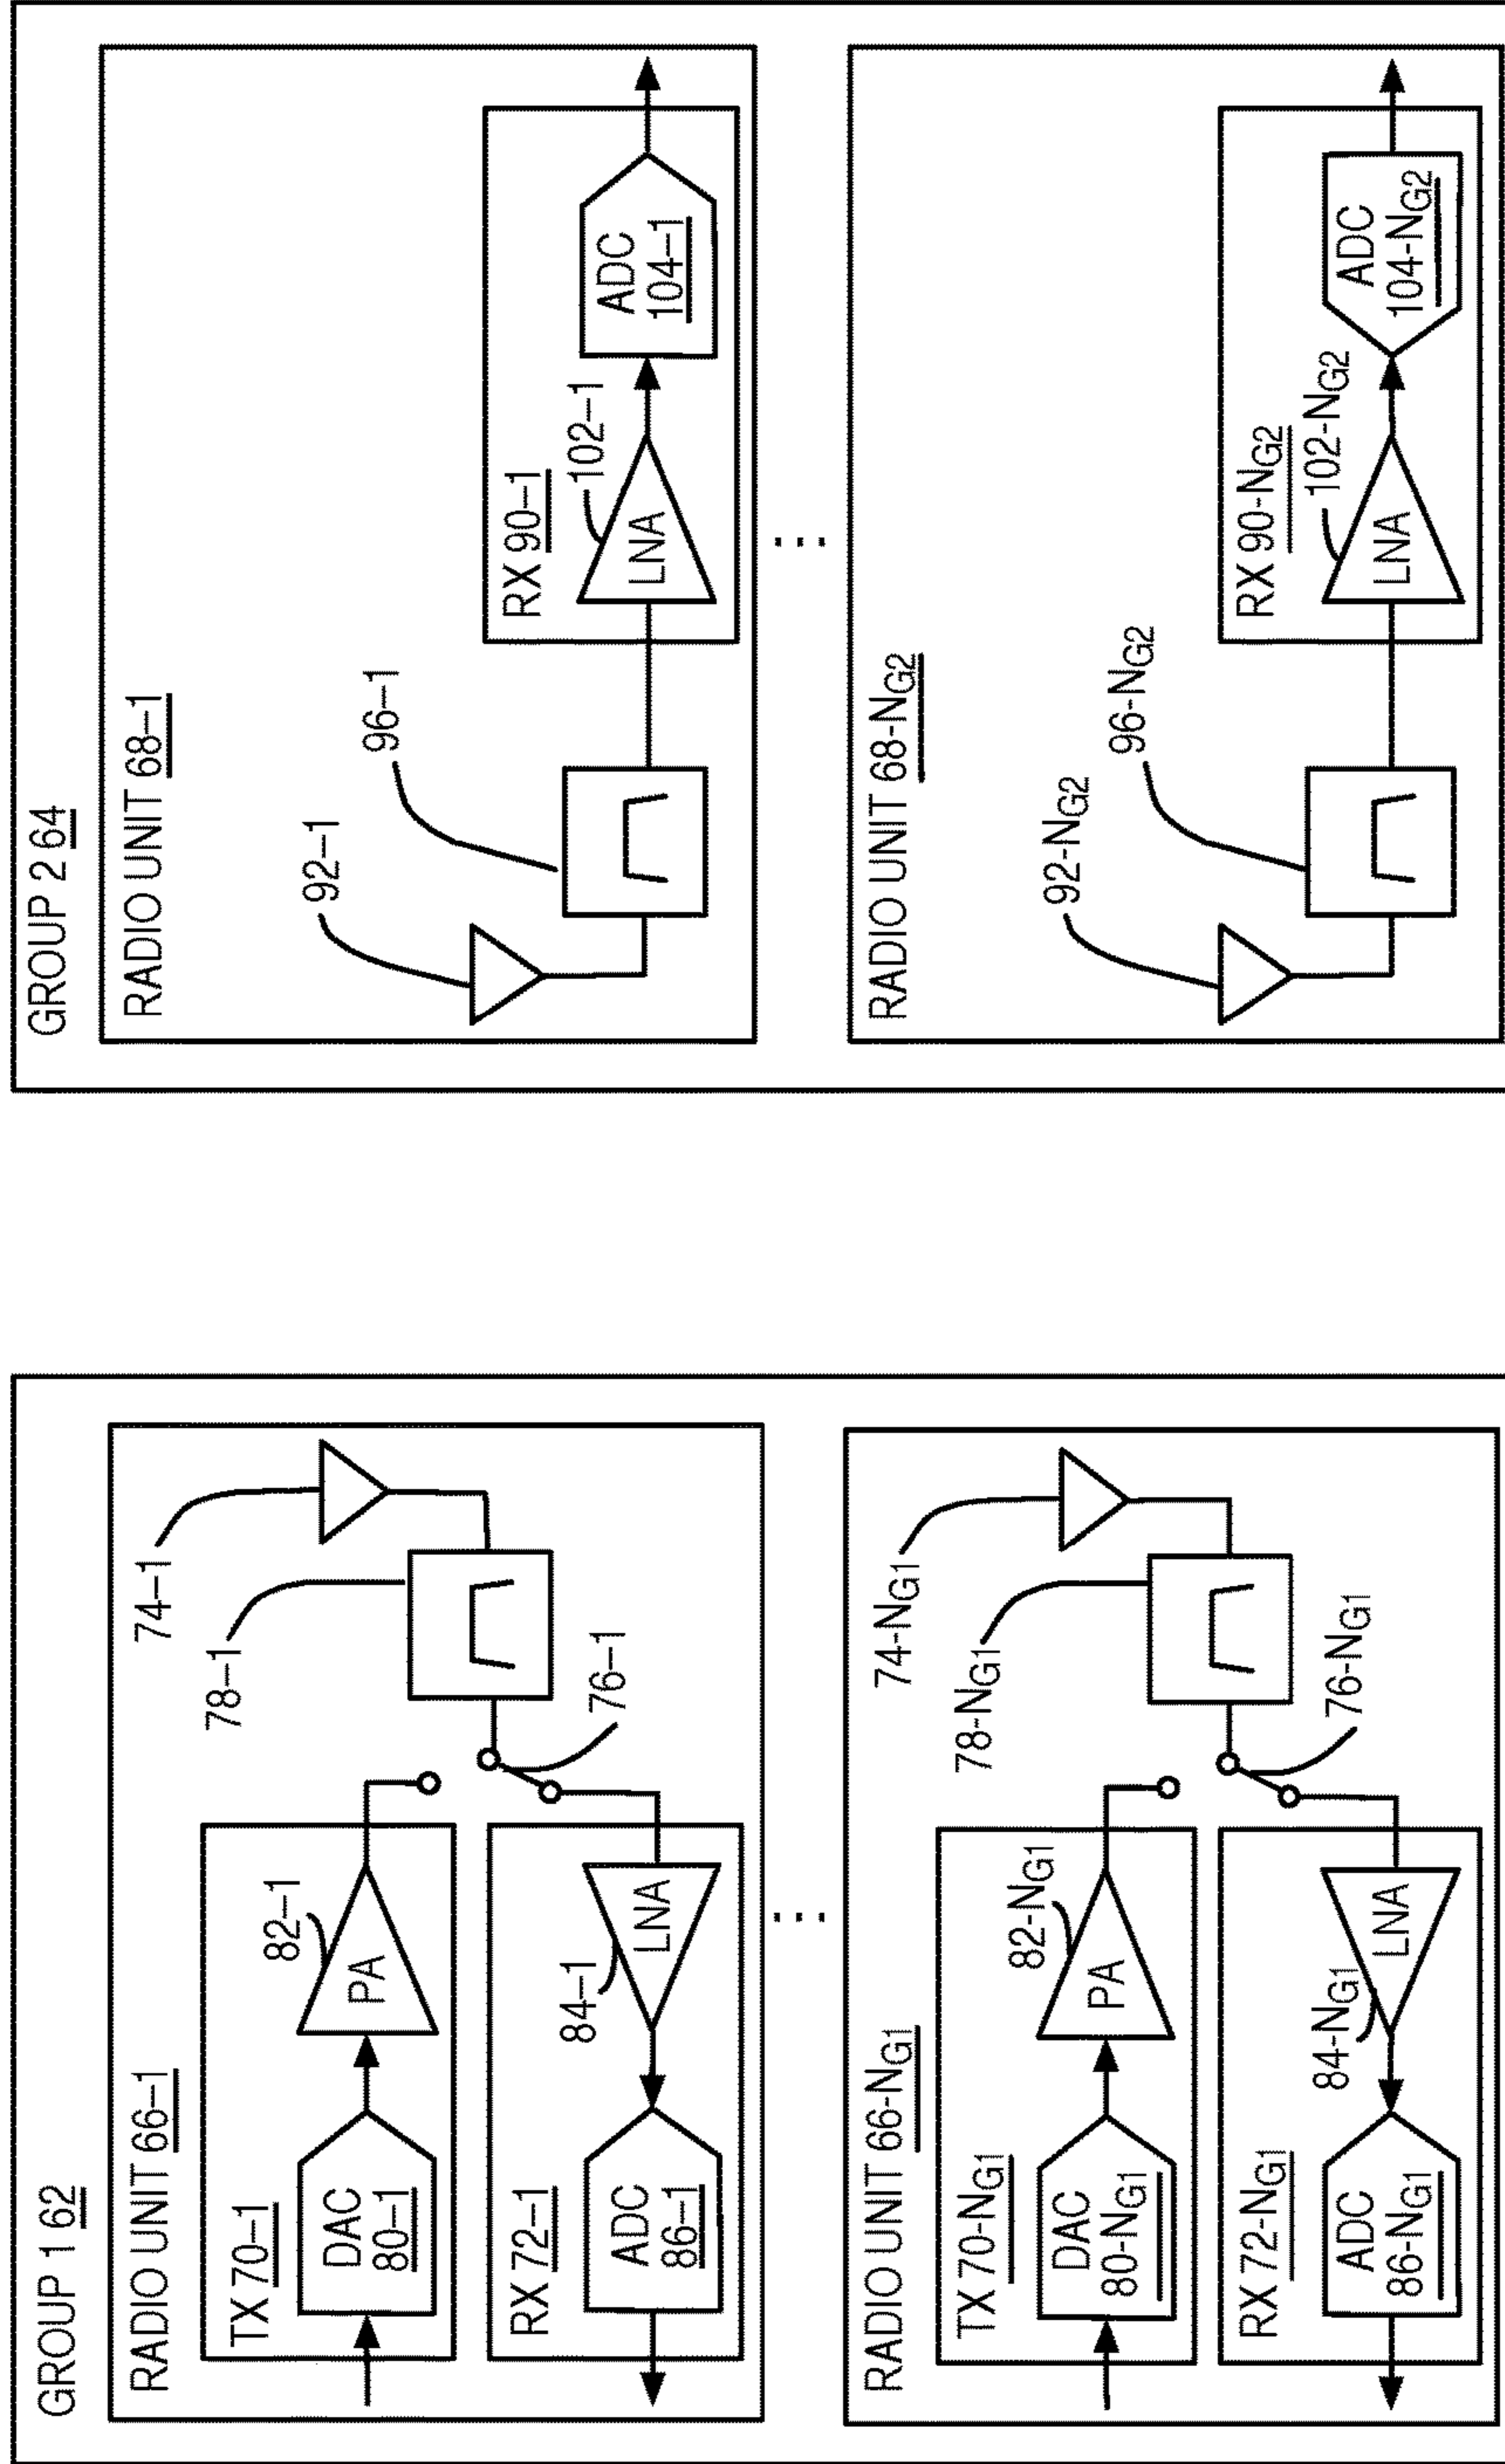 GROUP 1 62
RADIO UNIT 66–1
TX 70–1
DAC
80–1
82–1
PA
RX 72–1
ADC
86–1
84–1
LNA
74–1
78–1
76–1
...
RADIO UNIT 66-NG1
TX 70-NG1
DAC
80-NG1
82-NG1
PA
RX 72-NG1
ADC
86-NG1
84-NG1
LNA
74-NG1
78-NG1
76-NG1
GROUP 2 64
RADIO UNIT 68–1
92–1
96–1
RX 90–1
102–1
LNA
ADC
104–1
...
RADIO UNIT 68-NG2
92-NG2
96-NG2
RX 90-NG2
102-NG2
LNA
ADC
104-NG2